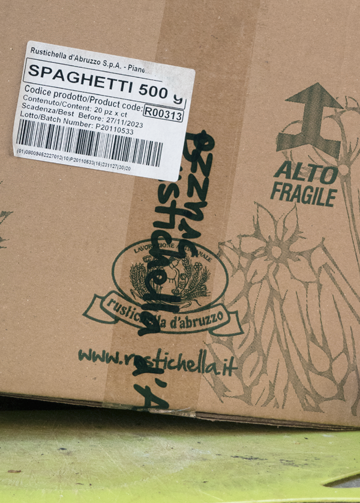 Rustichella d'Abruzzo S.p.A. - Piane
SPAGHETTI 500 g
Codice prodotto/Product code: R00313
Contenuto/Content: 20 pz x ct
Scadenza/Best Before: 27/11/2023
Lotto/Batch Number: P20110533
ALTO
FRAGILE
rustichella d'abruzzo
www.rustichella.it